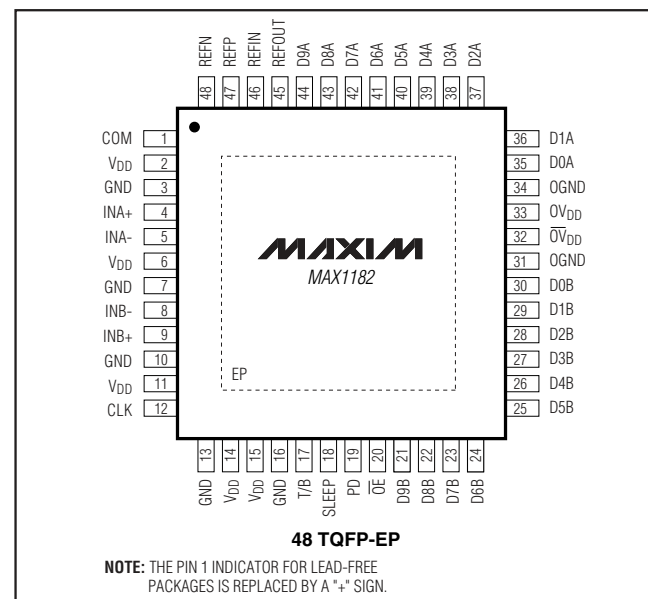 REFN REFP REFIN REFOUT D9A D8A D7A D6A D5A D4A D3A D2A
48 47 46 45 44 43 42 41 40 39 38 37
COM 1
VDD 2
GND 3
INA+ 4
INA- 5
VDD 6
GND 7
INB- 8
INB+ 9
GND 10
VDD 11
CLK 12
MAXIM
MAX1182
EP
36 D1A
35 D0A
34 OGND
33 OVDD
32 O̅V̅DD
31 OGND
30 D0B
29 D1B
28 D2B
27 D3B
26 D4B
25 D5B
13 14 15 16 17 18 19 20 21 22 23 24
GND VDD VDD GND T/B SLEEP PD O̅E̅ D9B D8B D7B D6B
48 TQFP-EP
NOTE: THE PIN 1 INDICATOR FOR LEAD-FREE
PACKAGES IS REPLACED BY A "+" SIGN.